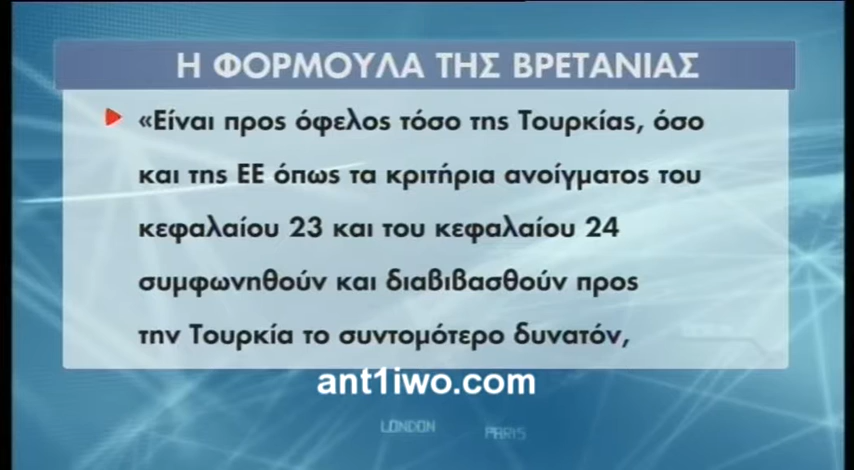 Η ΦΟΡΜΟΥΛΑ ΤΗΣ ΒΡΕΤΑΝΙΑΣ
«Είναι προς όφελος τόσο της Τουρκίας, όσο
και της ΕΕ όπως τα κριτήρια ανοίγματος του
κεφαλαίου 23 και του κεφαλαίου 24
συμφωνηθούν και διαβιβασθούν προς
την Τουρκία το συντομότερο δυνατόν,
ant1iwo.com
LONDON
PARIS